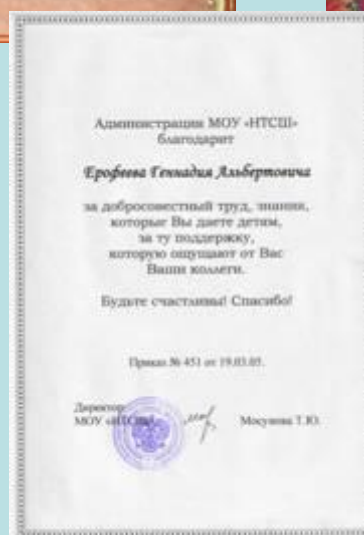 Администрация МОУ «НТСШ»
благодарит
Ерофеева Геннадия Альбертовича
за добросовестный труд, знания,
которые Вы даете детям,
за ту поддержку,
которую ощущают от Вас
Ваши коллеги.
Будьте счастливы! Спасибо!
Приказ № 451 от 19.03.05.
Директор
МОУ «НТСШ» Мосунова Т.Ю.